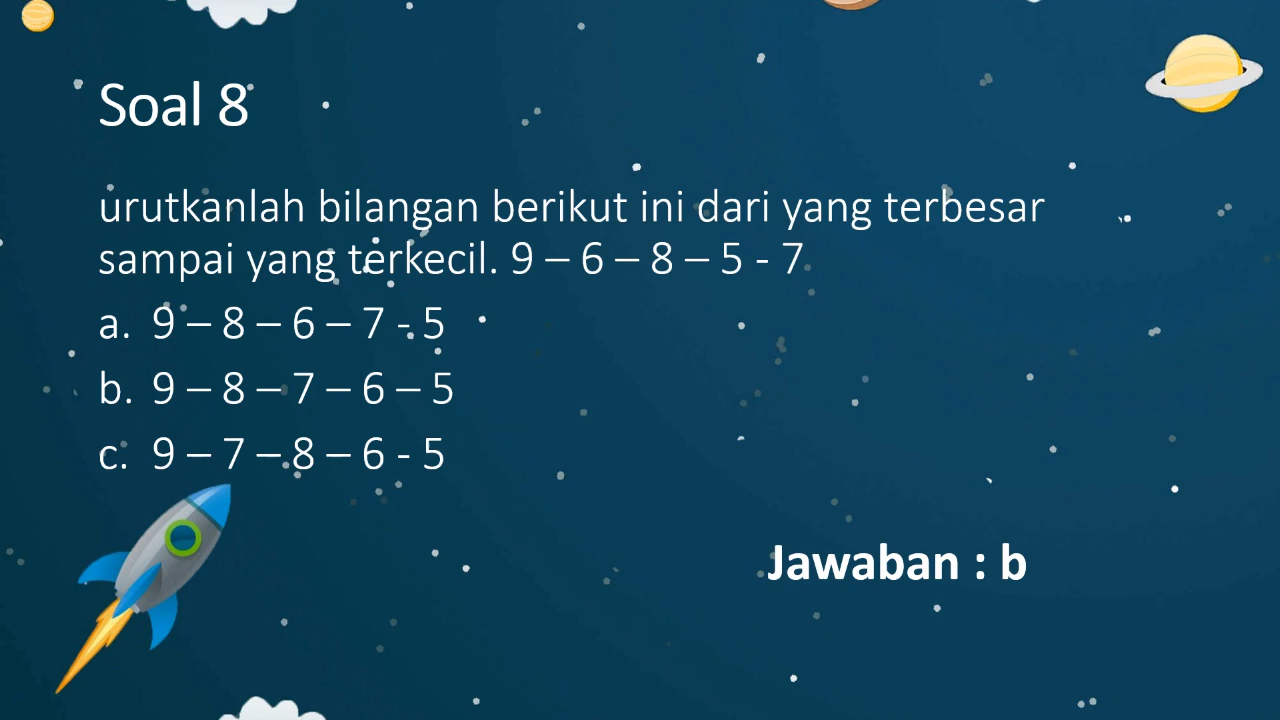 Soal 8
urutkanlah bilangan berikut ini dari yang terbesar
sampai yang terkecil. 9 – 6 – 8 – 5 - 7
a. 9 – 8 – 6 – 7 - 5
b. 9 – 8 – 7 – 6 – 5
c. 9 – 7 – 8 – 6 - 5
Jawaban : b